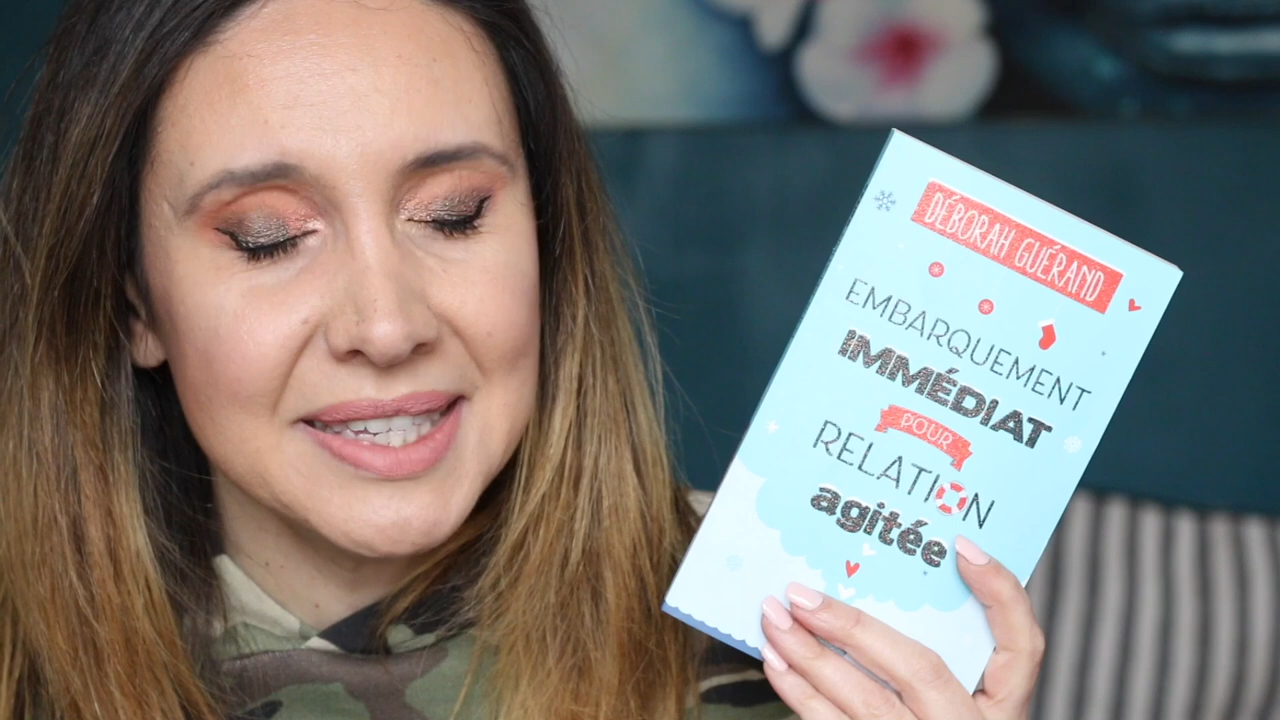 DÉBORAH GUÉRAND
EMBARQUEMENT
IMMÉDIAT
POUR
RELATION
agitée